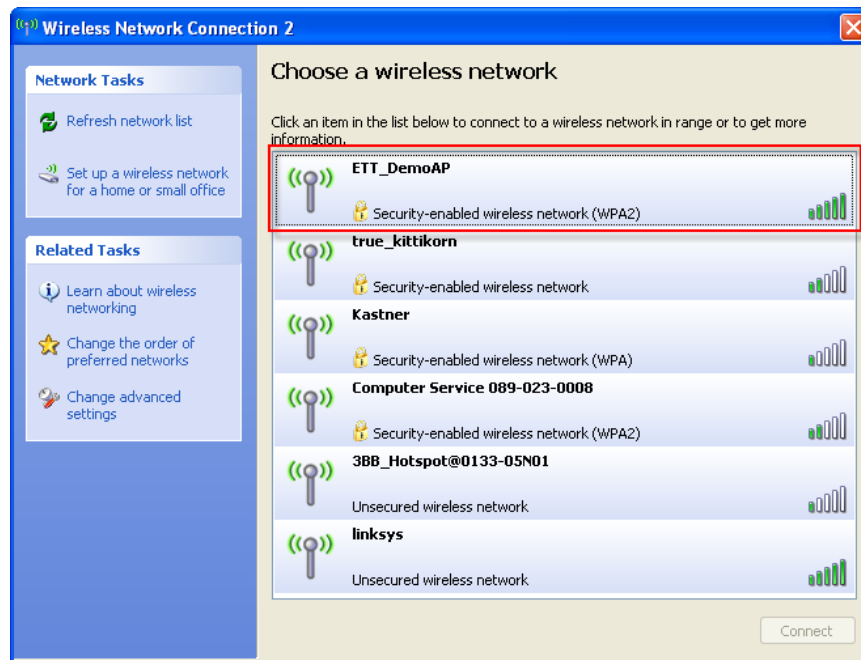 Wireless Network Connection 2
Network Tasks
Refresh network list
Set up a wireless network
for a home or small office
Related Tasks
Learn about wireless
networking
Change the order of
preferred networks
Change advanced
settings
Choose a wireless network
Click an item in the list below to connect to a wireless network in range or to get more
information.
ETT_DemoAP
Security-enabled wireless network (WPA2)
true_kittikorn
Security-enabled wireless network
Kastner
Security-enabled wireless network (WPA)
Computer Service 089-023-0008
Security-enabled wireless network (WPA2)
3BB_Hotspot@0133-05N01
Unsecured wireless network
linksys
Unsecured wireless network
Connect